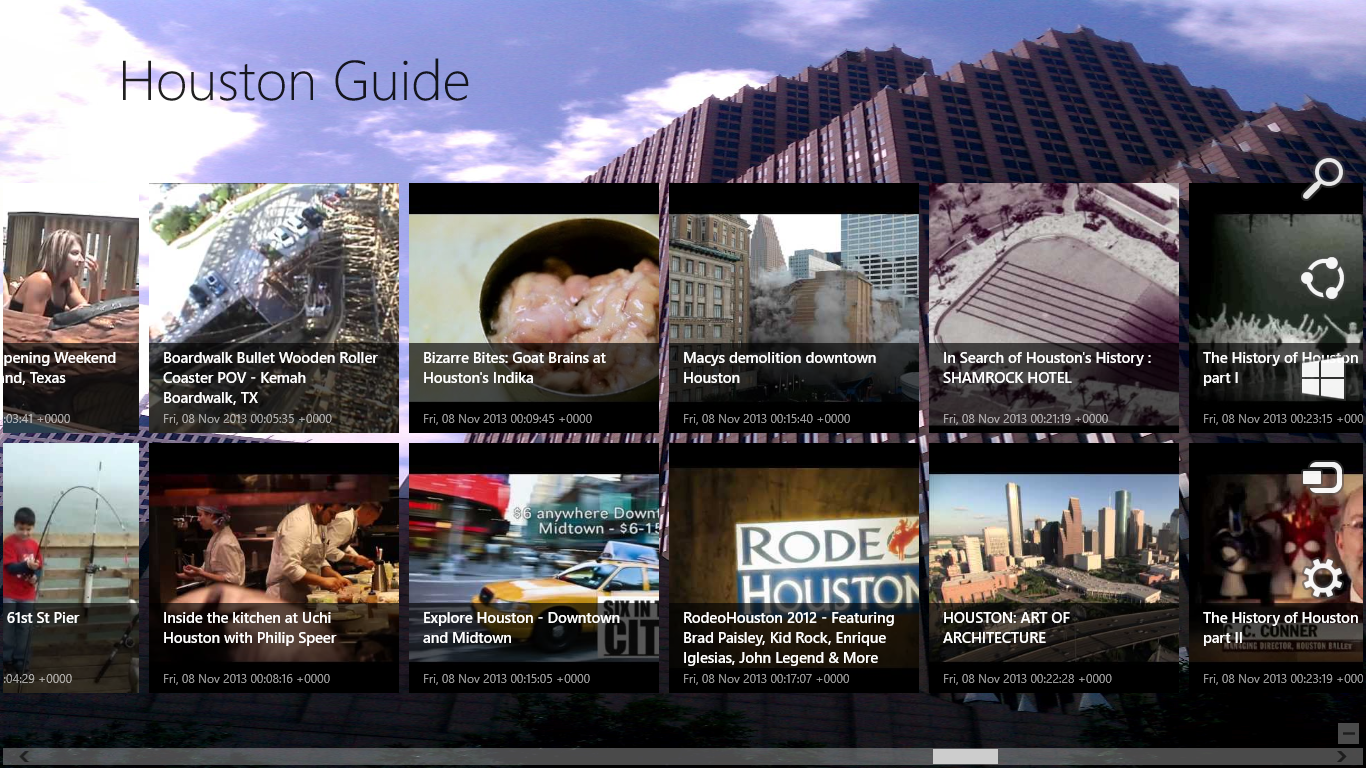 Houston Guide
pening Weekend
nd, Texas
:03:41 +0000
Boardwalk Bullet Wooden Roller
Coaster POV - Kemah
Boardwalk, TX
Fri, 08 Nov 2013 00:05:35 +0000
Bizarre Bites: Goat Brains at
Houston's Indika
Fri, 08 Nov 2013 00:09:45 +0000
Macys demolition downtown
Houston
Fri, 08 Nov 2013 00:15:40 +0000
In Search of Houston's History :
SHAMROCK HOTEL
Fri, 08 Nov 2013 00:21:19 +0000
The History of Houston
part I
Fri, 08 Nov 2013 00:23:15 +000
61st St Pier
:04:29 +0000
Inside the kitchen at Uchi
Houston with Philip Speer
Fri, 08 Nov 2013 00:08:16 +0000
$6 anywhere Downt
Midtown - $6-15
SIX IN
CIT
Explore Houston - Downtown
and Midtown
Fri, 08 Nov 2013 00:15:05 +0000
RODE
HOUSTON
RodeoHouston 2012 - Featuring
Brad Paisley, Kid Rock, Enrique
Iglesias, John Legend & More
Fri, 08 Nov 2013 00:17:07 +0000
HOUSTON: ART OF
ARCHITECTURE
Fri, 08 Nov 2013 00:22:28 +0000
The History of Houston
part II
C.C. CONNER
MANAGING DIRECTOR, HOUSTON BALLET
Fri, 08 Nov 2013 00:23:19 +000